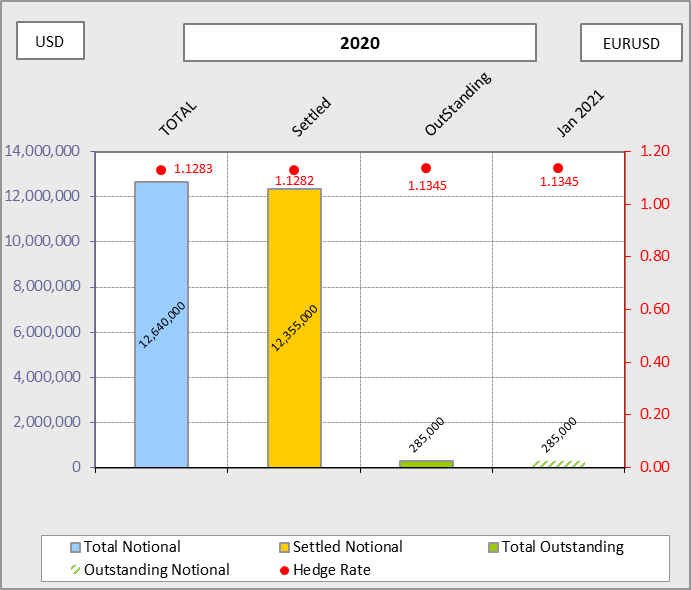 USD
2020
EURUSD
TOTAL
Settled
OutStanding
Jan 2021
14,000,000
12,000,000
10,000,000
8,000,000
6,000,000
4,000,000
2,000,000
0
1.1283
1.1282
1.1345
1.1345
12,640,000
12,355,000
285,000
285,000
1.20
1.00
0.80
0.60
0.40
0.20
0.00
Total Notional
Settled Notional
Total Outstanding
Outstanding Notional
Hedge Rate